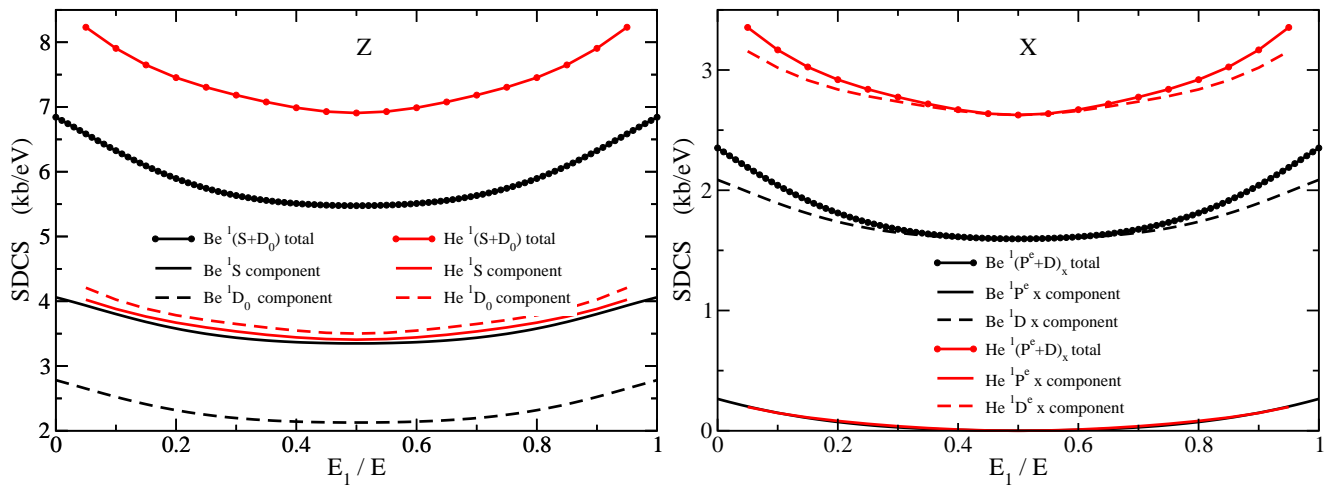 Z
8
7
6
5
4
3
2
SDCS (kb/eV)
Be ¹(S+D₀) total
Be ¹S component
Be ¹D₀ component
He ¹(S+D₀) total
He ¹S component
He ¹D₀ component
0 0.2 0.4 0.6 0.8 1
E₁ / E
X
3
2
1
0
SDCS (kb/eV)
Be ¹(Pᵉ+D)ₓ total
Be ¹Pᵉ x component
Be ¹D x component
He ¹(Pᵉ+D)ₓ total
He ¹Pᵉ x component
He ¹Dᵉ x component
0 0.2 0.4 0.6 0.8 1
E₁ / E